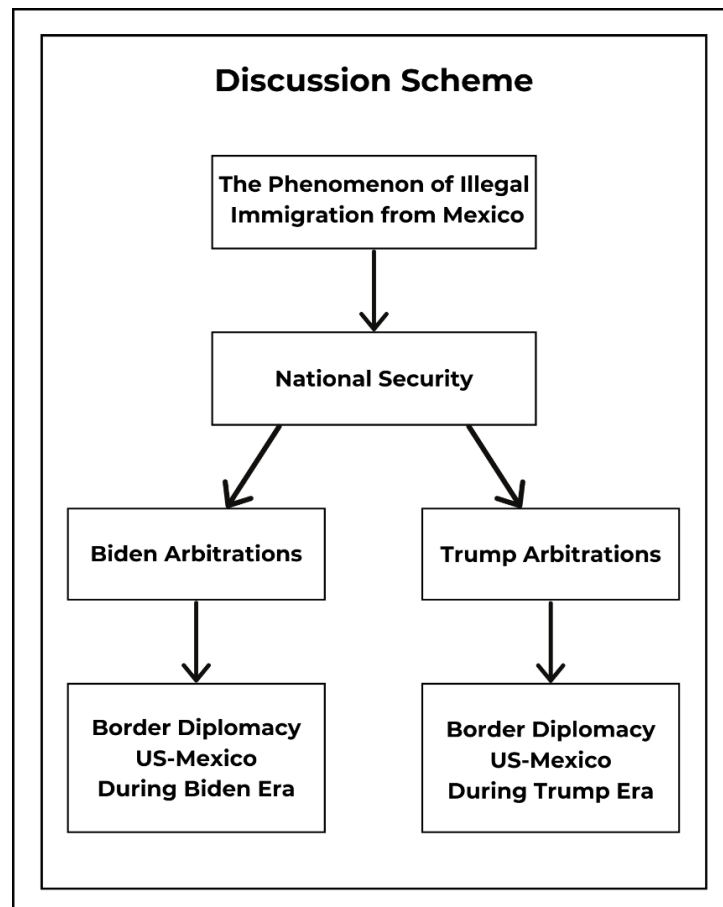 Discussion Scheme
The Phenomenon of Illegal
Immigration from Mexico
National Security
Biden Arbitrations
Trump Arbitrations
Border Diplomacy
US-Mexico
During Biden Era
Border Diplomacy
US-Mexico
During Trump Era